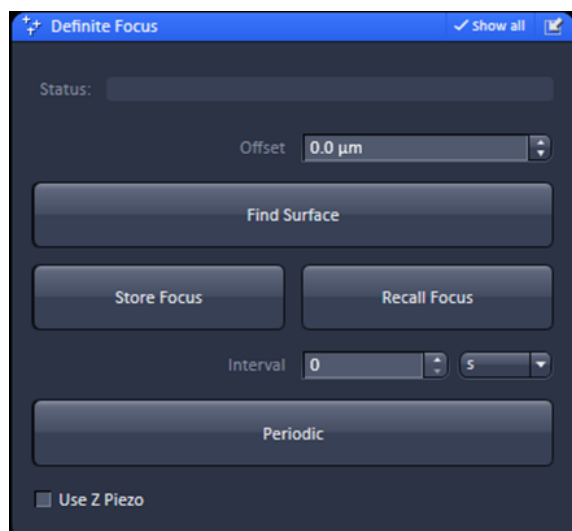 Definite Focus Show all
Status:
Offset 0.0 µm
Find Surface
Store Focus Recall Focus
Interval 0 s
Periodic
Use Z Piezo